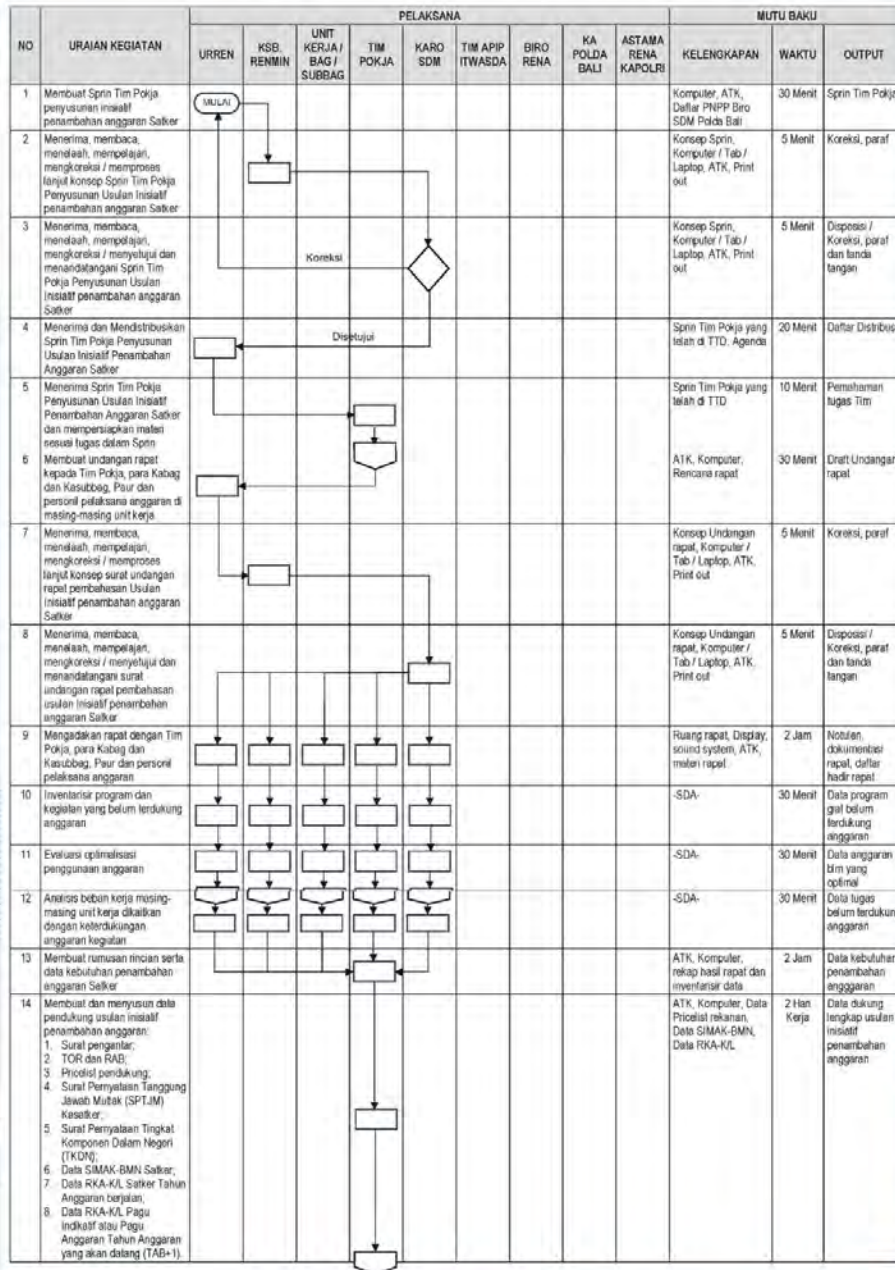 PELAKSANA
MUTU BAKU
NO
URAIAN KEGIATAN
URREN
KSB. RENMIN
UNIT KERJA / BAG / SUBBAG
TIM POKJA
KARO SDM
TIM APIP ITWASDA
BIRO RENA
KA POLDA BALI
ASTAMA RENA KAPOLRI
KELENGKAPAN
WAKTU
OUTPUT
1
Membuat Sprin Tim Pokja
penyusunan inisiatif
penambahan anggaran Satker
MULAI
Komputer, ATK,
Daftar PNPP Biro
SDM Polda Bali
30 Menit
Sprin Tim Pokja
2
Menerima, membaca,
menelaah, mempelajari,
mengkoreksi / memproses
lanjut konsep Sprin Tim Pokja
Penyusunan Usulan Inisiatif
penambahan anggaran Satker
Konsep Sprin,
Komputer / Tab /
Laptop, ATK, Print
out
5 Menit
Koreksi, paraf
3
Menerima, membaca,
menelaah, mempelajari,
mengkoreksi / menyetujui dan
menandatangani Sprin Tim
Pokja Penyusunan Usulan
Inisiatif penambahan anggaran
Satker
Koreksi
Konsep Sprin,
Komputer / Tab /
Laptop, ATK, Print
out
5 Menit
Disposisi /
Koreksi, paraf
dan tanda
tangan
4
Menerima dan Mendistribusikan
Sprin Tim Pokja Penyusunan
Usulan Inisiatif Penambahan
Anggaran Satker
Disetujui
Sprin Tim Pokja yang
telah di TTD, Agenda
20 Menit
Daftar Distribus
5
Menerima Sprin Tim Pokja
Penyusunan Usulan Inisiatif
Penambahan Anggaran Satker
dan mempersiapkan materi
sesuai tugas dalam Sprin
Sprin Tim Pokja yang
telah di TTD
10 Menit
Pemahaman
tugas Tim
6
Membuat undangan rapat
kepada Tim Pokja, para Kabag
dan Kasubbag, Paur dan
personil pelaksana anggaran di
masing-masing unit kerja
ATK, Komputer,
Rencana rapat
30 Menit
Draft Undangan
rapat
7
Menerima, membaca,
menelaah, mempelajari,
mengkoreksi / memproses
lanjut konsep surat undangan
rapat pembahasan Usulan
Inisiatif penambahan anggaran
Satker
Konsep Undangan
rapat, Komputer /
Tab / Laptop, ATK,
Print out
5 Menit
Koreksi, paraf
8
Menerima, membaca,
menelaah, mempelajari,
mengkoreksi / menyetujui dan
menandatangani surat
undangan rapat pembahasan
usulan Inisiatif penambahan
anggaran Satker
Konsep Undangan
rapat, Komputer /
Tab / Laptop, ATK,
Print out
5 Menit
Disposisi /
Koreksi, paraf
dan tanda
tangan
9
Mengadakan rapat dengan Tim
Pokja, para Kabag dan
Kasubbag, Paur dan personil
pelaksana anggaran
Ruang rapat, Display,
sound system, ATK,
materi rapat
2 Jam
Notulen,
dokumentasi
rapat, daftar
hadir rapat
10
Inventarisir program dan
kegiatan yang belum terdukung
anggaran
-SDA-
30 Menit
Data program
giat belum
terdukung
anggaran
11
Evaluasi optimalisasi
penggunaan anggaran
-SDA-
30 Menit
Data anggaran
blm yang
optimal
12
Analisis beban kerja masing-
masing unit kerja dikaitkan
dengan keterdukungan
anggaran kegiatan
-SDA-
30 Menit
Data tugas
belum terdukun
anggaran
13
Membuat rumusan rincian serta
data kebutuhan penambahan
anggaran Satker
ATK, Komputer,
rekap hasil rapat dan
inventarisir data
2 Jam
Data kebutuhan
penambahan
angggaran
14
Membuat dan menyusun data
pendukung usulan inisiatif
penambahan anggaran:
1. Surat pengantar;
2. TOR dan RAB;
3. Pricelist pendukung;
4. Surat Pernyataan Tanggung
Jawab Mutlak (SPTJM)
Kasatker;
5. Surat Pernyataan Tingkat
Komponen Dalam Negeri
(TKDN);
6. Data SIMAK-BMN Satker;
7. Data RKA-K/L Satker Tahun
Anggaran berjalan;
8. Data RKA-K/L Pagu
Indikatif atau Pagu
Anggaran Tahun Anggaran
yang akan datang (TAB+1).
ATK, Komputer, Data
Pricelist rekanan,
Data SIMAK-BMN,
Data RKA-K/L
2 Hari
Kerja
Data dukung
lengkap usulan
inisiatif
penambahan
anggaran